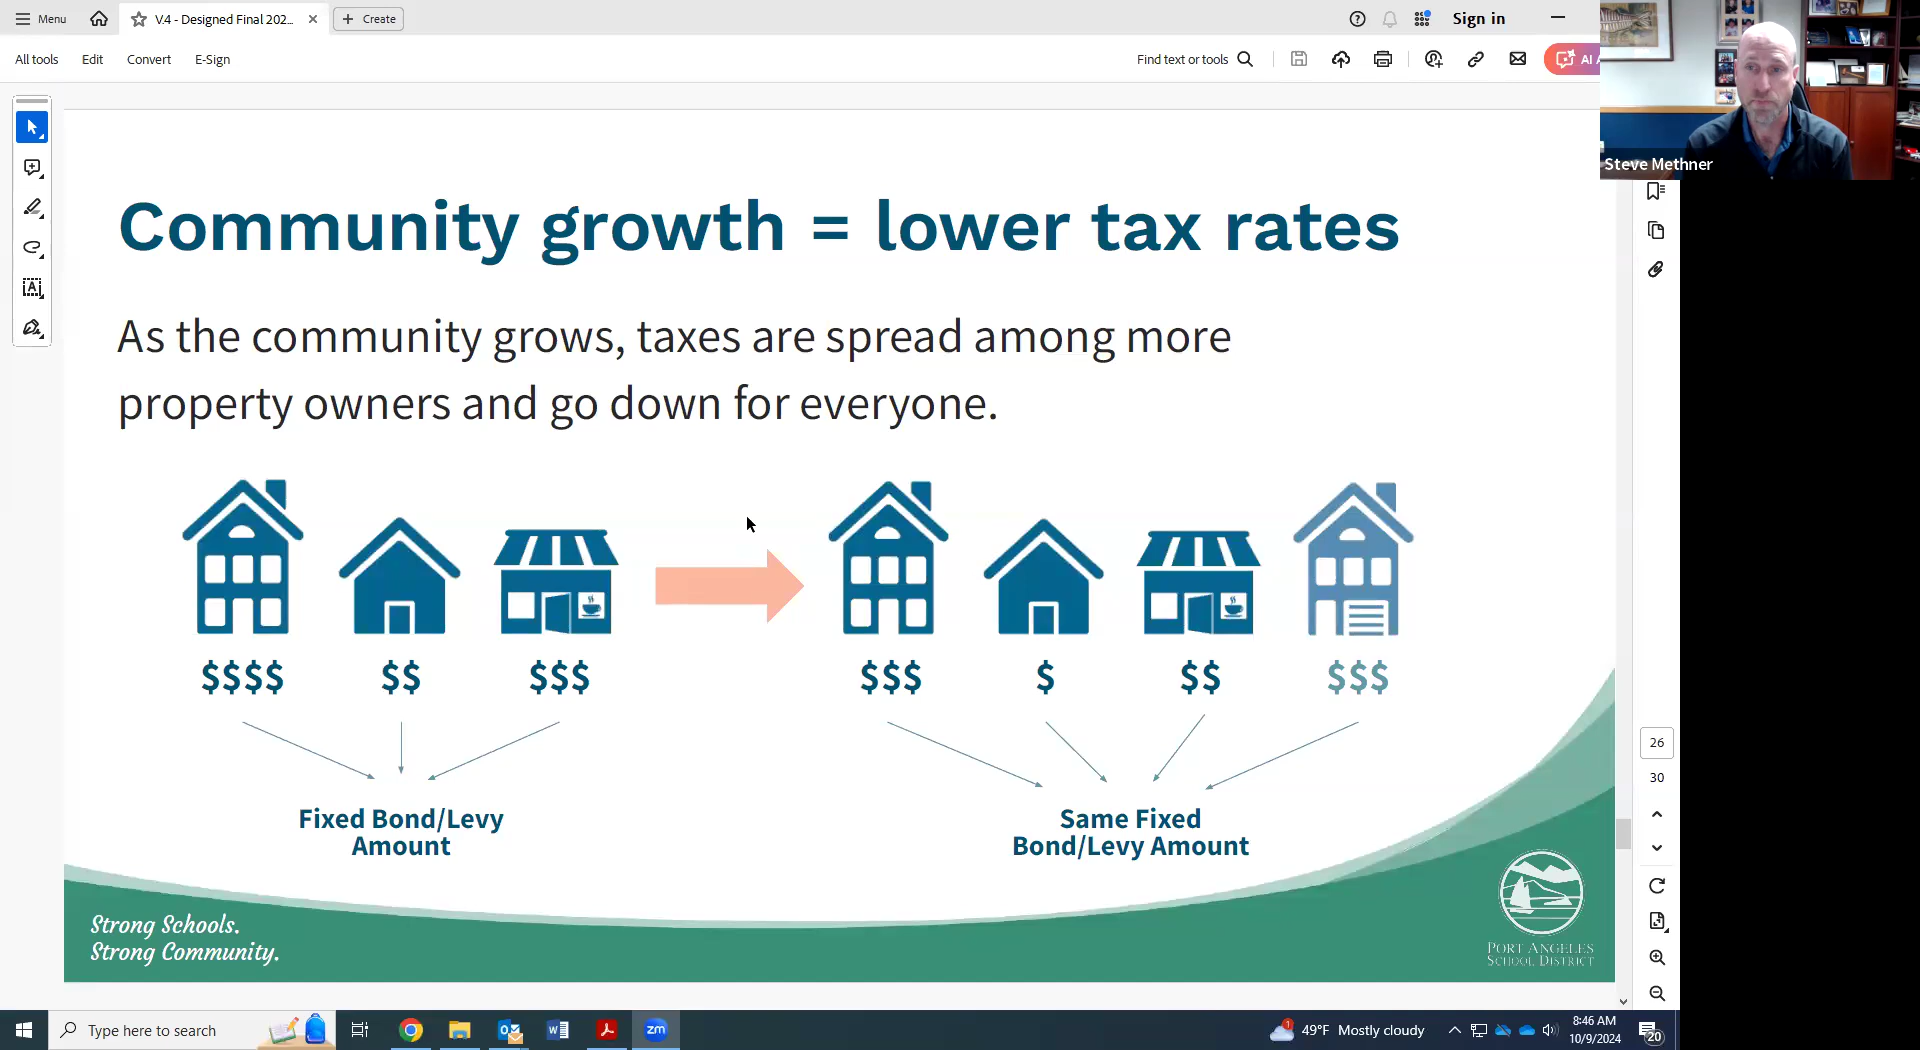 Menu
V.4 - Designed Final 202...
Create
Sign in
All tools
Edit
Convert
E-Sign
Find text or tools
AI
Steve Methner
Community growth = lower tax rates
As the community grows, taxes are spread among more
property owners and go down for everyone.
$$$$ $$ $$$
$$$ $ $$ $$$
Fixed Bond/Levy
Amount
Same Fixed
Bond/Levy Amount
26
30
Strong Schools.
Strong Community.
PORT ANGELES
SCHOOL DISTRICT
Type here to search
zm
1
49°F Mostly cloudy
8:46 AM
10/9/2024
20